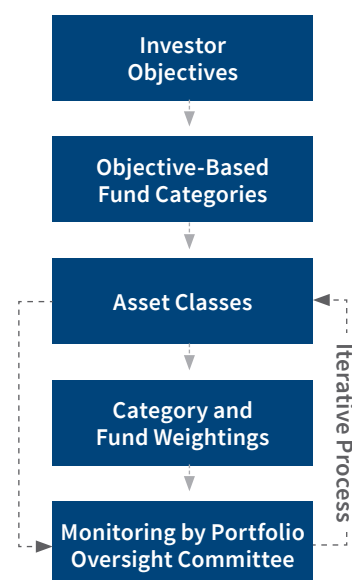 Investor
Objectives
Objective-Based
Fund Categories
Asset Classes
Category and
Fund Weightings
Monitoring by Portfolio
Oversight Committee
Iterative Process